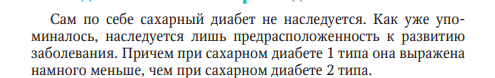 Сам по себе сахарный диабет не наследуется. Как уже упо-
миналось, наследуется лишь предрасположенность к развитию
заболевания. Причем при сахарном диабете 1 типа она выражена
намного меньше, чем при сахарном диабете 2 типа.